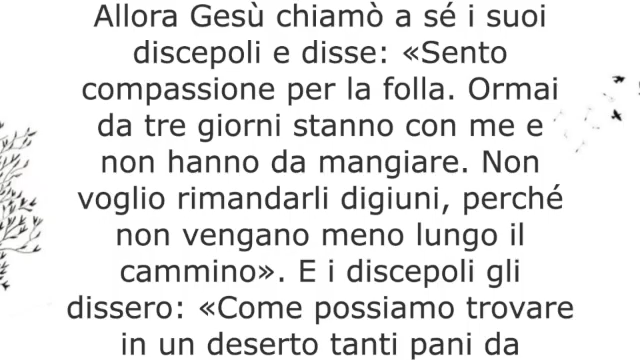 Allora Gesù chiamò a sé i suoi
discepoli e disse: «Sento
compassione per la folla. Ormai
da tre giorni stanno con me e
non hanno da mangiare. Non
voglio rimandarli digiuni, perché
non vengano meno lungo il
cammino». E i discepoli gli
dissero: «Come possiamo trovare
in un deserto tanti pani da